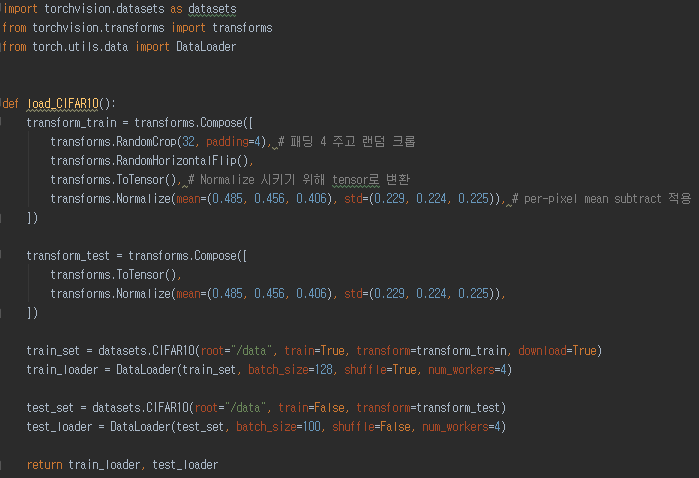 import torchvision.datasets as datasets
from torchvision.transforms import transforms
from torch.utils.data import DataLoader
def load_CIFAR10():
transform_train = transforms.Compose([
transforms.RandomCrop(32, padding=4), # 패딩 4 주고 랜덤 크롭
transforms.RandomHorizontalFlip(),
transforms.ToTensor(), # Normalize 시키기 위해 tensor로 변환
transforms.Normalize(mean=(0.485, 0.456, 0.406), std=(0.229, 0.224, 0.225)), # per-pixel mean subtract 적용
])
transform_test = transforms.Compose([
transforms.ToTensor(),
transforms.Normalize(mean=(0.485, 0.456, 0.406), std=(0.229, 0.224, 0.225)),
])
train_set = datasets.CIFAR10(root="/data", train=True, transform=transform_train, download=True)
train_loader = DataLoader(train_set, batch_size=128, shuffle=True, num_workers=4)
test_set = datasets.CIFAR10(root="/data", train=False, transform=transform_test)
test_loader = DataLoader(test_set, batch_size=100, shuffle=False, num_workers=4)
return train_loader, test_loader